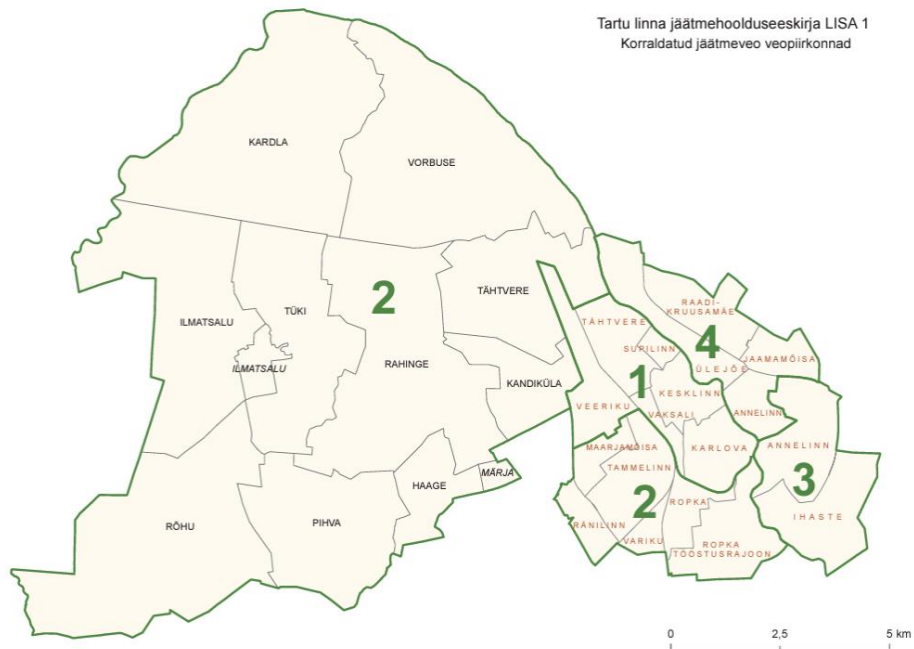 Tartu linna jäätmehoolduseeskirja LISA 1
Korraldatud jäätmeveo veopiirkonnad
KARDLA
VORBUSE
TÄHTVERE
2
TÜKI
ILMATSALU
ILMATSALU
RAHINGE
KANDIKÜLA
RAADI-
KRUUSAMÄE
TÄHTVERE
SUPILINN
4
ÜLEJÕE
JAAMAMÕISA
1
KESKLINN
VEERIKU
VAKSALI
ANNELINN
MAARJAMÕISA
KARLOVA
ANNELINN
TAMMELINN
3
HAAGE
MÄRJA
2
ROPKA
IHASTE
RÕHU
PIHVA
RÄNILINN
VARIKU
ROPKA
TÖÖSTUSRAJOON
0
2,5
5 km